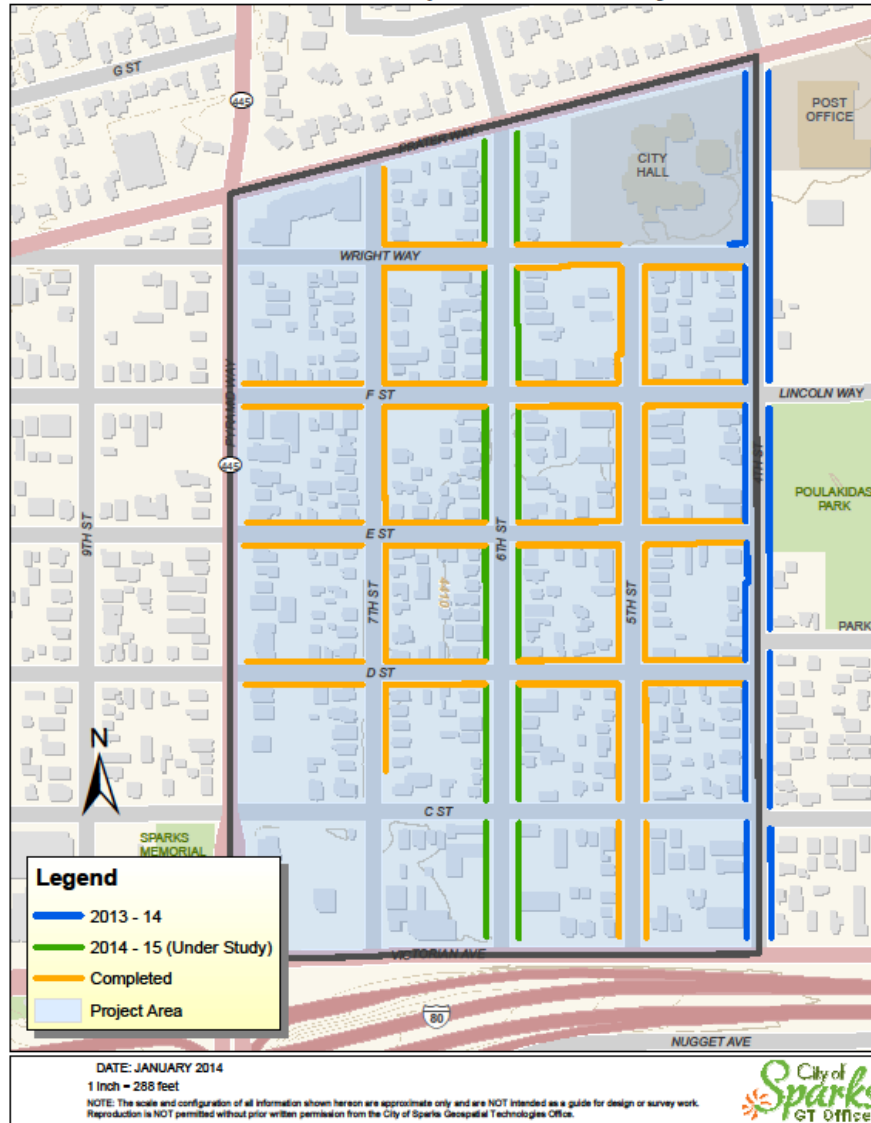 G ST
445
POST
OFFICE
CITY
HALL
WRIGHT WAY
PYRAMID WAY
F ST
LINCOLN WAY
445
4TH ST
POULAKIDAS
PARK
9TH ST
E ST
6TH ST
7TH ST
4410
5TH ST
PARK
D ST
N
C ST
SPARKS
MEMORIAL
Legend
2013 - 14
2014 - 15 (Under Study)
Completed
Project Area
VICTORIAN AVE
80
NUGGET AVE
DATE: JANUARY 2014
1 inch = 288 feet
NOTE: The scale and configuration of all information shown hereon are approximate only and are NOT intended as a guide for design or survey work.
Reproduction is NOT permitted without prior written permission from the City of Sparks Geospatial Technologies Office.
City of
Sparks
GT Office